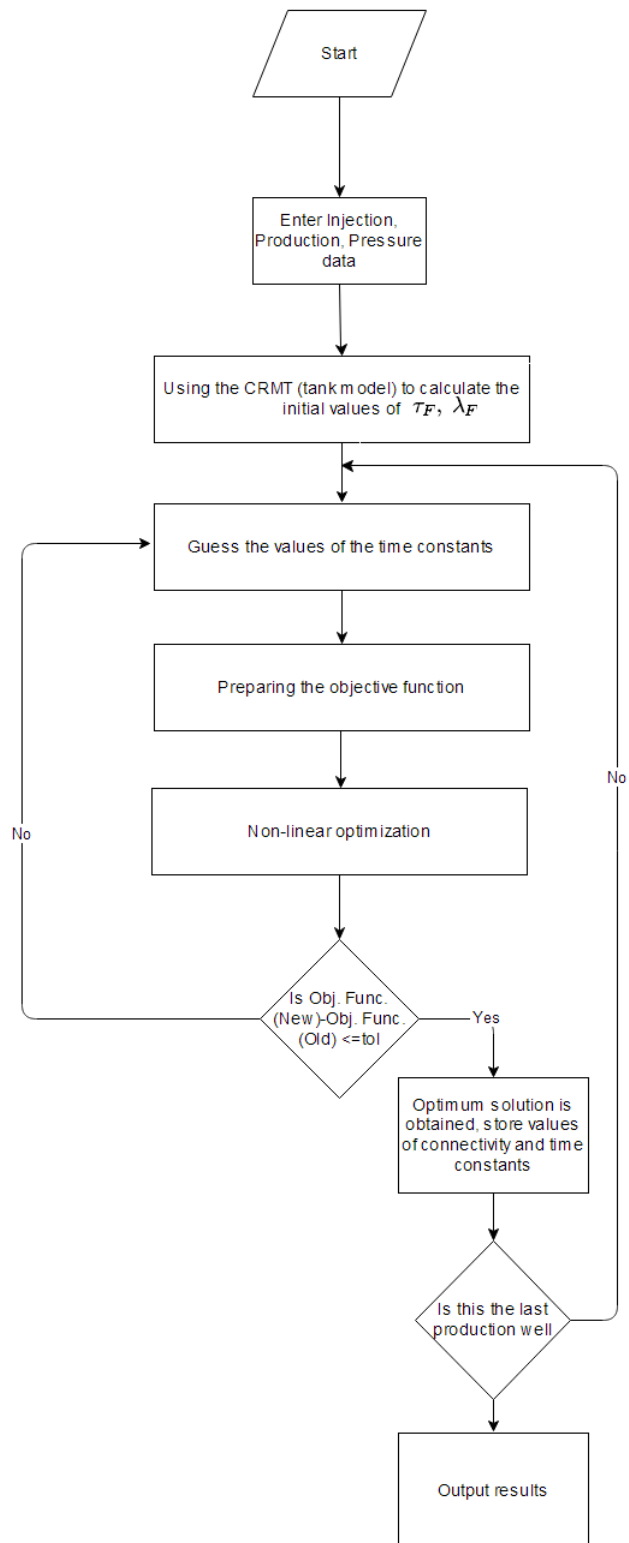 Start
Enter Injection,
Production, Pressure
data
Using the CRMT (tank model) to calculate the
initial values of τ_F, λ_F
Guess the values of the time constants
Preparing the objective function
No
No
Non-linear optimization
Is Obj. Func.
(New)-Obj. Func.
(Old) <=tol
Yes
Optimum solution is
obtained, store values
of connectivity and time
constants
Is this the last
production well
Output results